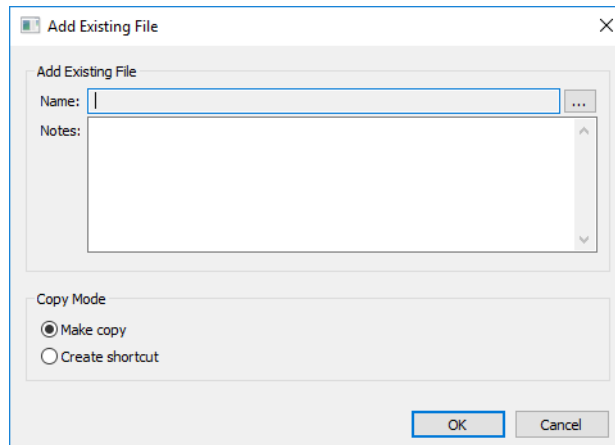 Add Existing File
Add Existing File
Name: ...
Notes:
Copy Mode
Make copy
Create shortcut
OK Cancel